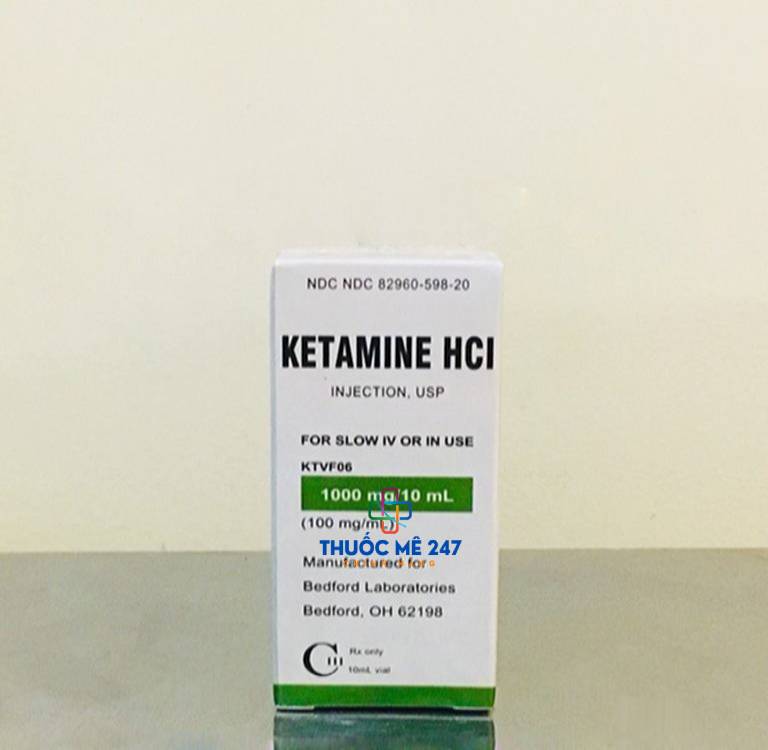 NDC NDC 82960-598-20
KETAMINE HCl
INJECTION, USP
FOR SLOW IV OR IN USE
KTVF06
1000 mg/10 mL
(100 mg/mL)
THUỐC MÊ 247
Manufactured for
Bedford Laboratories
Bedford, OH 62198
CIII
Rx only
10mL vial